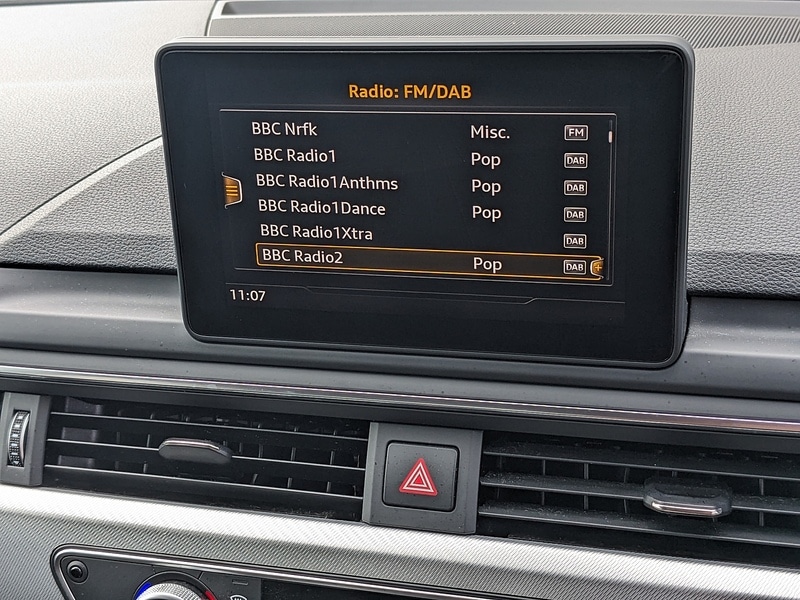 Radio: FM/DAB
BBC Nrfk Misc. FM
BBC Radio1 Pop DAB
BBC Radio1Anthms Pop DAB
BBC Radio1Dance Pop DAB
BBC Radio1Xtra DAB
BBC Radio2 Pop DAB
11:07